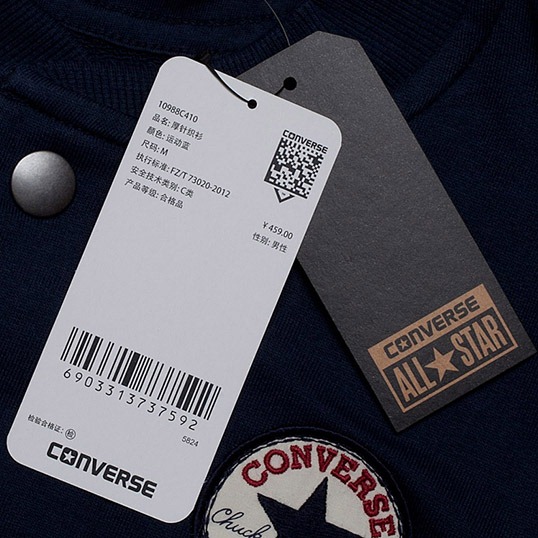 10988C410
品名: 厚针织衫
颜色: 运动蓝
尺码: M
执行标准: FZ/T 73020-2012
安全技术类别: C类
产品等级: 合格品
CONVERSE
¥459.00
性别: 男性
6903313737592
5824
检验合格证: 检
CONVERSE
CONVERSE
ALL STAR
CONVERSE
Chuck